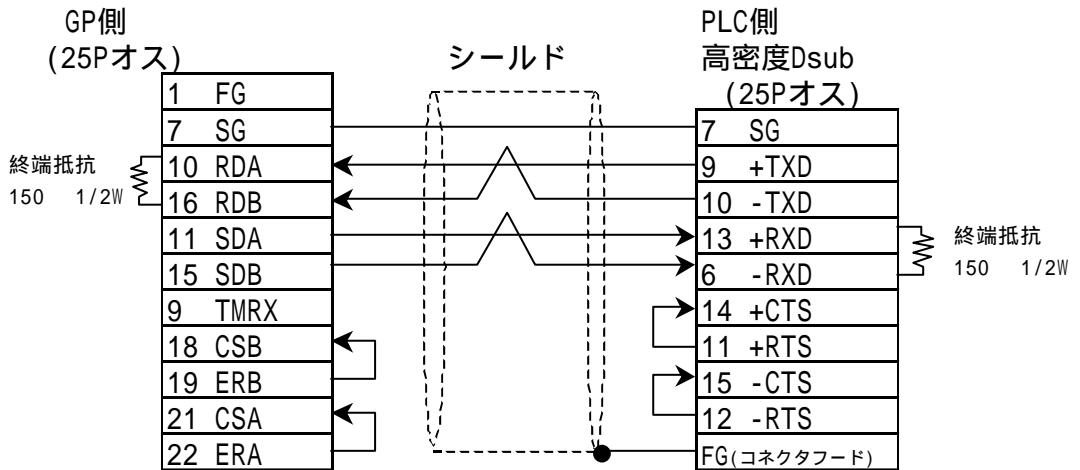 GP側
(25Pオス)
シールド
PLC側
高密度Dsub
(25Pオス)
1 FG
7 SG
10 RDA
16 RDB
11 SDA
15 SDB
9 TMRX
18 CSB
19 ERB
21 CSA
22 ERA
終端抵抗
150 1/2W
7 SG
9 +TXD
10 -TXD
13 +RXD
6 -RXD
14 +CTS
11 +RTS
15 -CTS
12 -RTS
FG(コネクタフード)
終端抵抗
150 1/2W